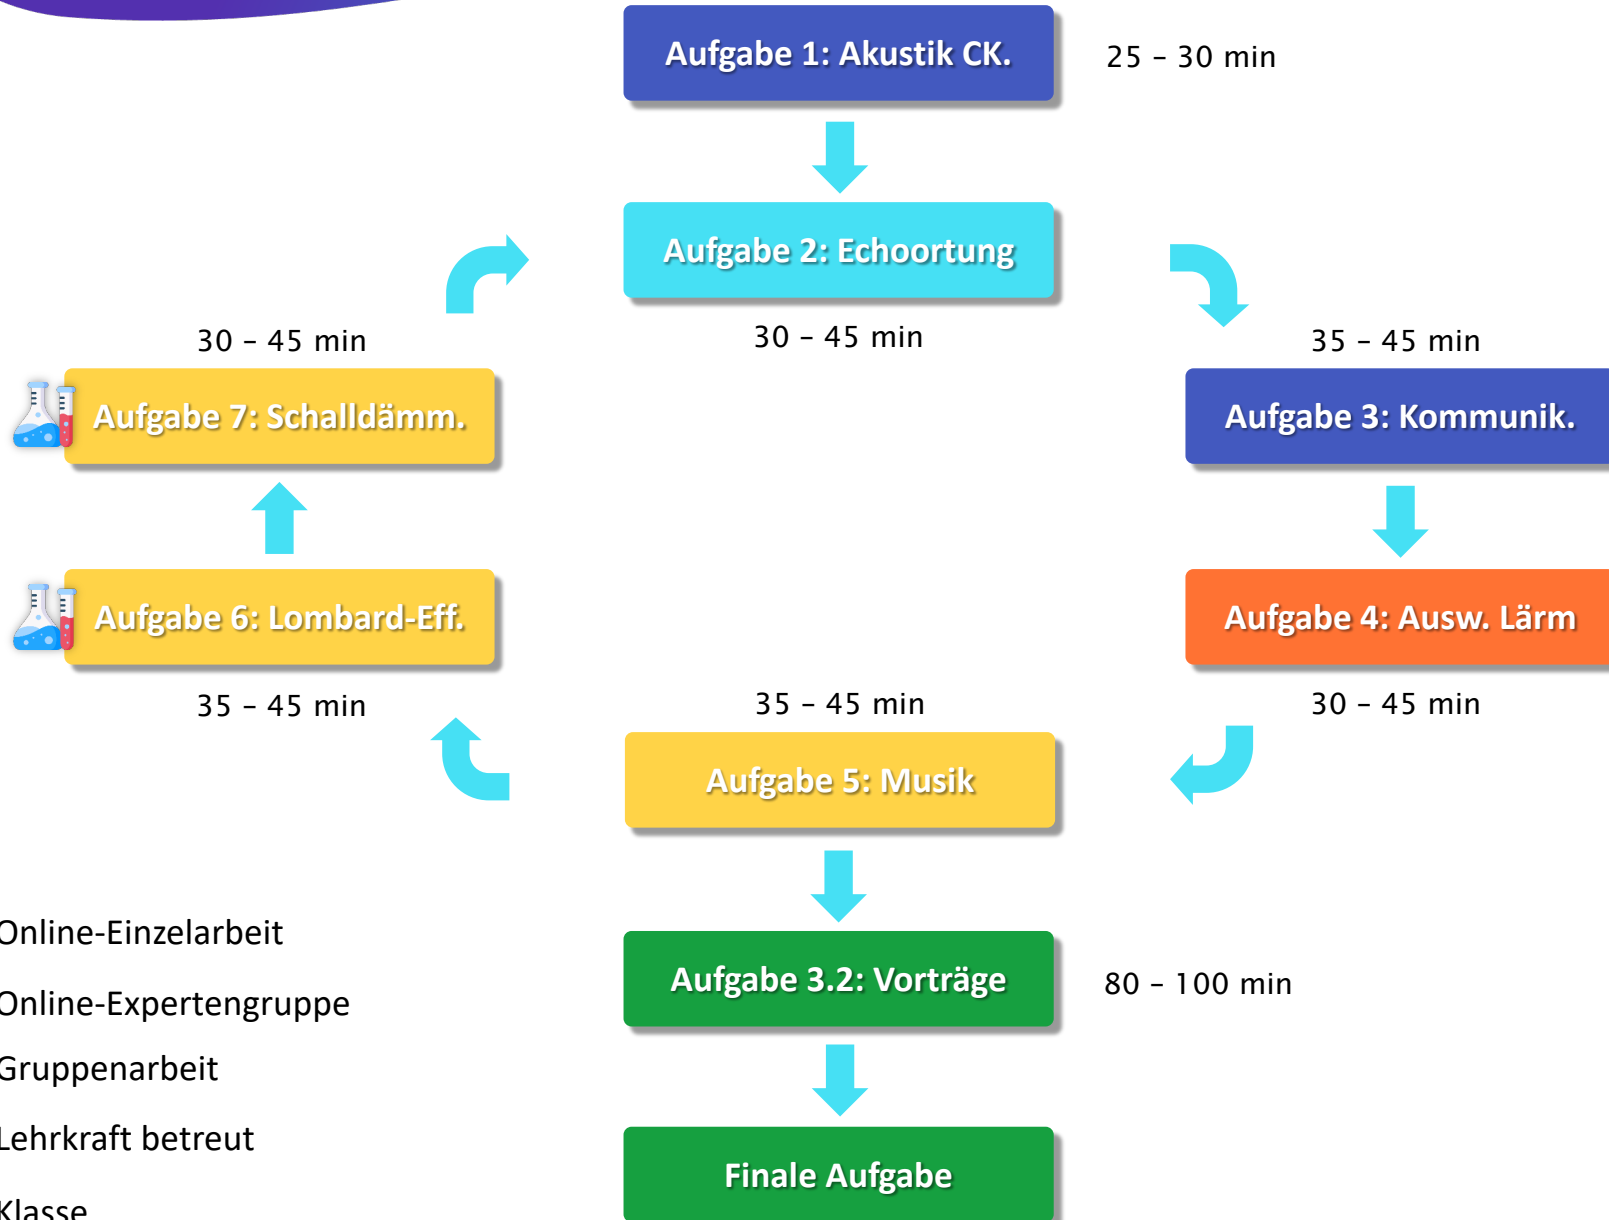 Aufgabe 1: Akustik CK.
25 – 30 min
Aufgabe 2: Echoortung
30 – 45 min
30 – 45 min
35 – 45 min
Aufgabe 7: Schalldämm.
Aufgabe 3: Kommunik.
Aufgabe 6: Lombard-Eff.
Aufgabe 4: Ausw. Lärm
35 – 45 min
35 – 45 min
30 – 45 min
Aufgabe 5: Musik
Online-Einzelarbeit
Aufgabe 3.2: Vorträge
80 – 100 min
Online-Expertengruppe
Gruppenarbeit
Lehrkraft betreut
Finale Aufgabe
Klasse